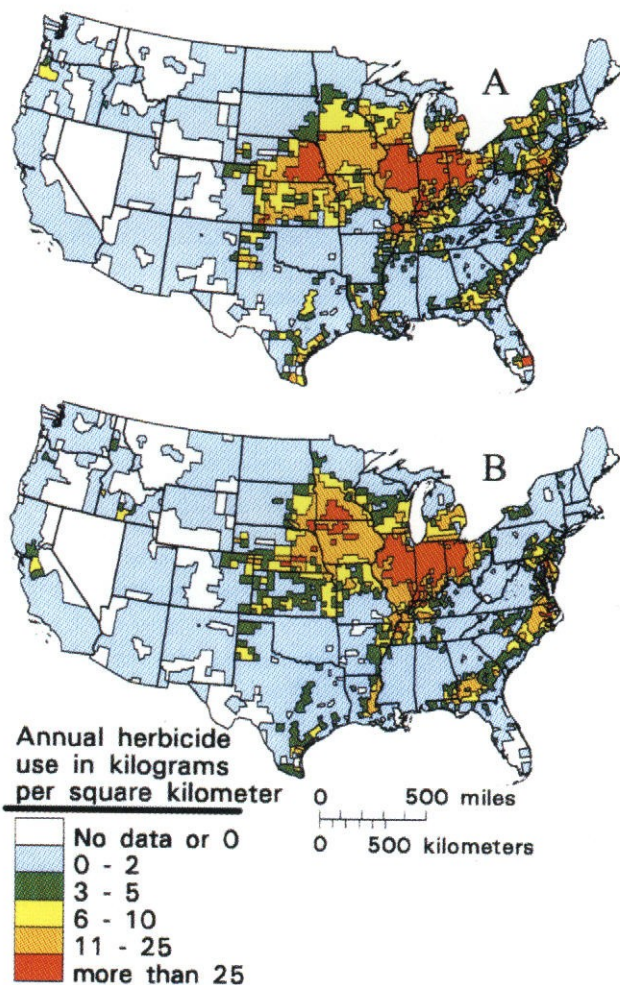 A
B
Annual herbicide
use in kilograms
per square kilometer
0 500 miles
0 500 kilometers
No data or 0
0 - 2
3 - 5
6 - 10
11 - 25
more than 25